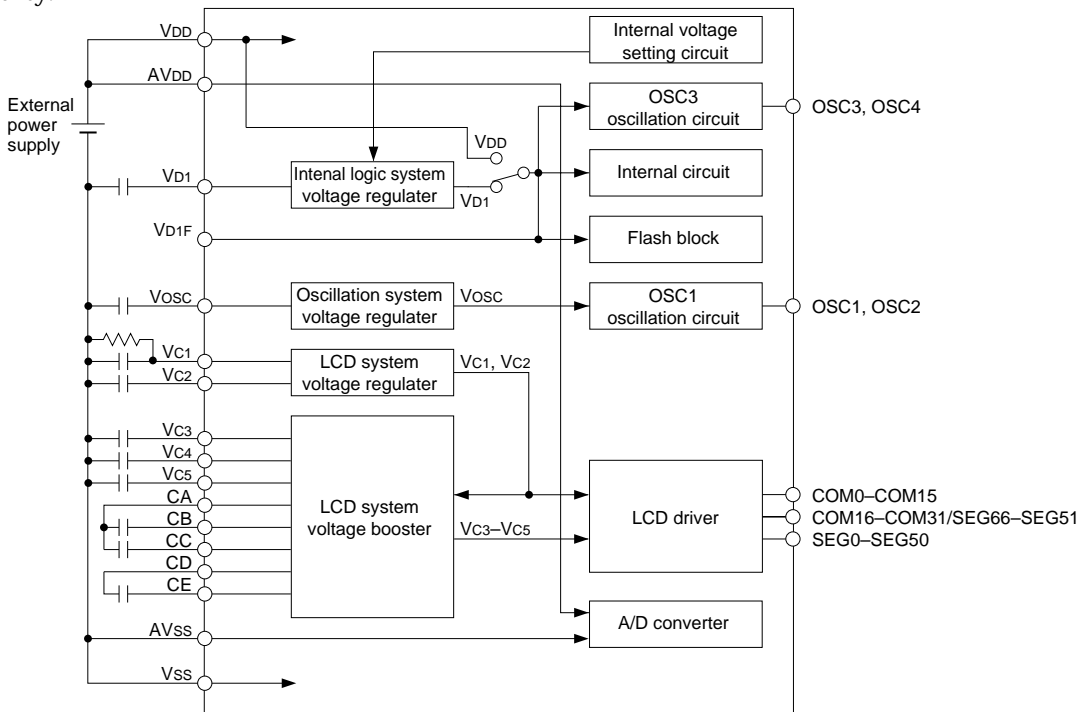 VDD
AVDD
External
power
supply
VD1
VD1F
VOSC
VC1
VC2
VC3
VC4
VC5
CA
CB
CC
CD
CE
AVSS
VSS
Internal voltage
setting circuit
OSC3
oscillation circuit
OSC3, OSC4
VDD
Intenal logic system
voltage regulater
VD1
Internal circuit
Flash block
Oscillation system
voltage regulater
VOSC
OSC1
oscillation circuit
OSC1, OSC2
LCD system
voltage regulater
VC1, VC2
LCD system
voltage booster
VC3–VC5
LCD driver
COM0–COM15
COM16–COM31/SEG66–SEG51
SEG0–SEG50
A/D converter